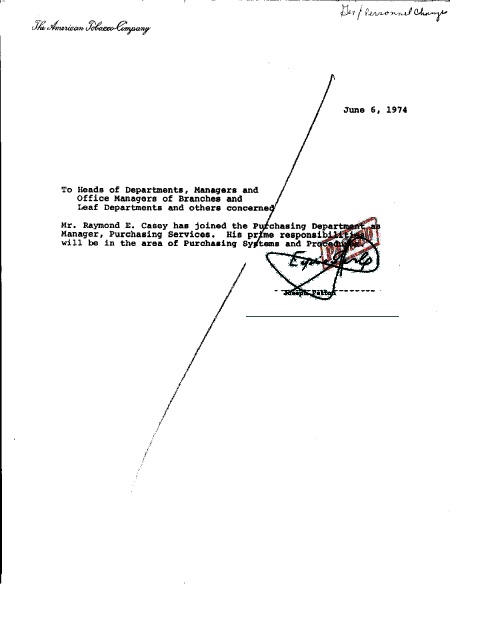 Gen/Personnel Changes
The American Tobacco Company
June 6, 1974
To Heads of Departments, Managers and
Office Managers of Branches and
Leaf Departments and others concerned
Mr. Raymond E. Casey has joined the Purchasing Department as
Manager, Purchasing Services. His prime responsibilities
will be in the area of Purchasing Systems and Procedures.
Joseph Patton